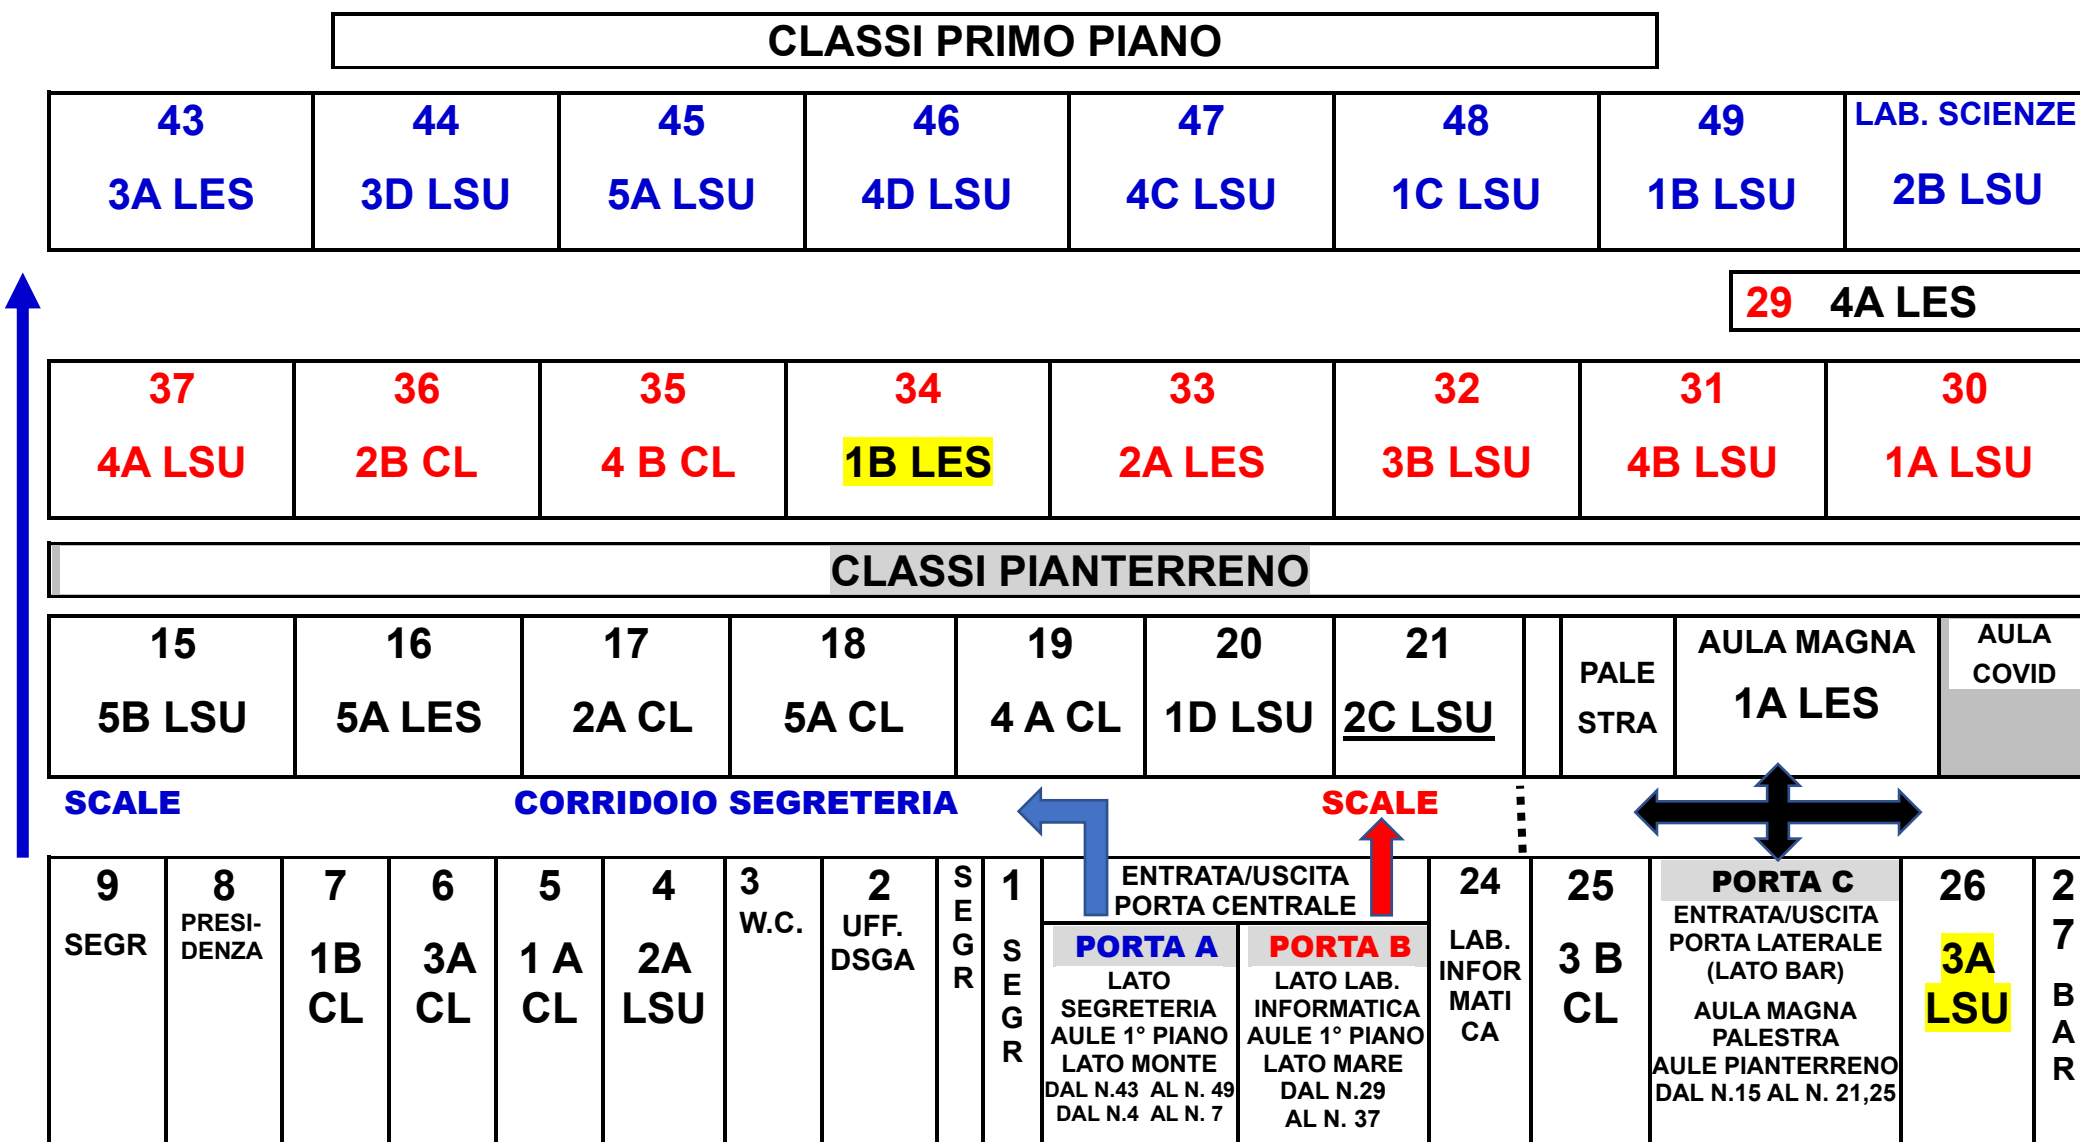 CLASSI PRIMO PIANO
43 44 45 46 47 48 49 LAB. SCIENZE
3A LES 3D LSU 5A LSU 4D LSU 4C LSU 1C LSU 1B LSU 2B LSU
29 4A LES
37 36 35 34 33 32 31 30
4A LSU 2B CL 4 B CL 1B LES 2A LES 3B LSU 4B LSU 1A LSU
CLASSI PIANTERRENO
15
5B LSU
16
5A LES
17
2A CL
18
5A CL
19
4 A CL
20
1D LSU
21
2C LSU
PALE
STRA
AULA MAGNA
1A LES
AULA
COVID
SCALE CORRIDOIO SEGRETERIA SCALE
9
SEGR
8
PRESI-
DENZA
7
1B
CL
6
3A
CL
5
1 A
CL
4
2A
LSU
3
W.C.
2
UFF.
DSGA
S
E
G
R
1
S
E
G
R
ENTRATA/USCITA
PORTA CENTRALE
PORTA A
LATO
SEGRETERIA
AULE 1° PIANO
LATO MONTE
DAL N.43 AL N. 49
DAL N.4 AL N. 7
PORTA B
LATO LAB.
INFORMATICA
AULE 1° PIANO
LATO MARE
DAL N.29
AL N. 37
24
LAB.
INFOR
MATI
CA
25
3 B
CL
PORTA C
ENTRATA/USCITA
PORTA LATERALE
(LATO BAR)
AULA MAGNA
PALESTRA
AULE PIANTERRENO
DAL N.15 AL N. 21,25
26
3A
LSU
2
7
B
A
R